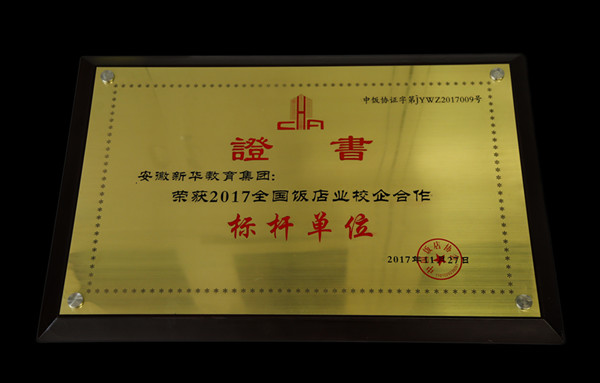 中饭协证字第jYWZ2017009号
CHA
證書
安徽新华教育集团：
荣获2017全国饭店业校企合作
标杆单位
2017年11月27日